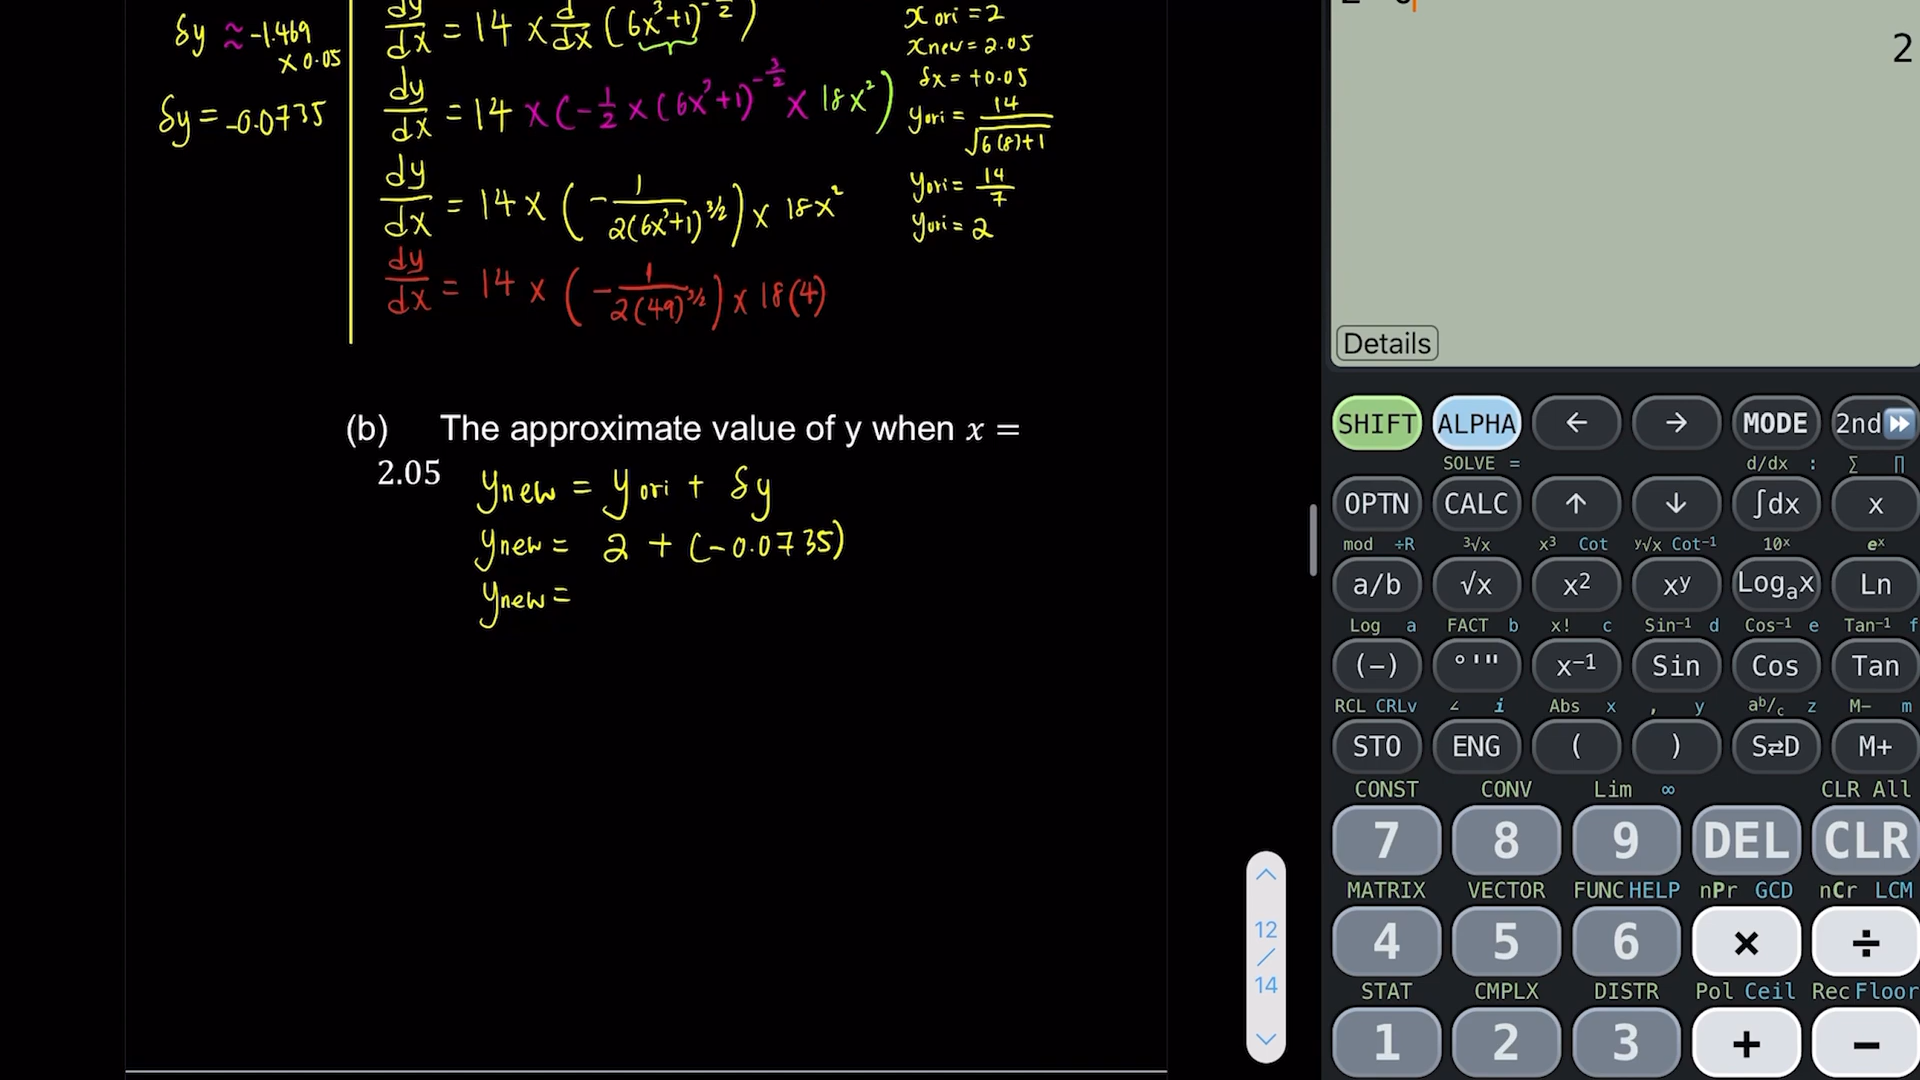 δy ≈ -1.469
× 0.05
δy = -0.0735
dy/dx = 14 × d/dx (6x³+1)^-1/2)
dy/dx = 14 × (-1/2 × (6x³+1)^-3/2 × 18x²)
dy/dx = 14 × (-1/2(6x³+1)^3/2) × 18x²
dy/dx = 14 × (-1/2(49)^3/2) × 18(4)
x ori = 2
x new = 2.05
δx = +0.05
y ori = 14/√6(8)+1
y ori = 14/7
y ori = 2
(b) The approximate value of y when x =
2.05
y new = y ori + δy
y new = 2 + (-0.0735)
y new =
12
/
14
2
Details
SHIFT ALPHA ← → MODE 2nd
SOLVE = d/dx : ∑ ∏
OPTN CALC ↑ ↓ ∫dx x
mod ÷R ³√x x³ Cot y√x Cot⁻¹ 10ˣ eˣ
a/b √x x² xʸ Logₐx Ln
Log a FACT b x! c Sin⁻¹ d Cos⁻¹ e Tan⁻¹ f
(−) °'" x⁻¹ Sin Cos Tan
RCL CRLv ∠ i Abs x , y aᵇ/c z M− m
STO ENG ( ) S⇄D M+
CONST CONV Lim ∞ CLR All
7 8 9 DEL CLR
MATRIX VECTOR FUNC HELP nPr GCD nCr LCM
4 5 6 × ÷
STAT CMPLX DISTR Pol Ceil Rec Floor
1 2 3 + −